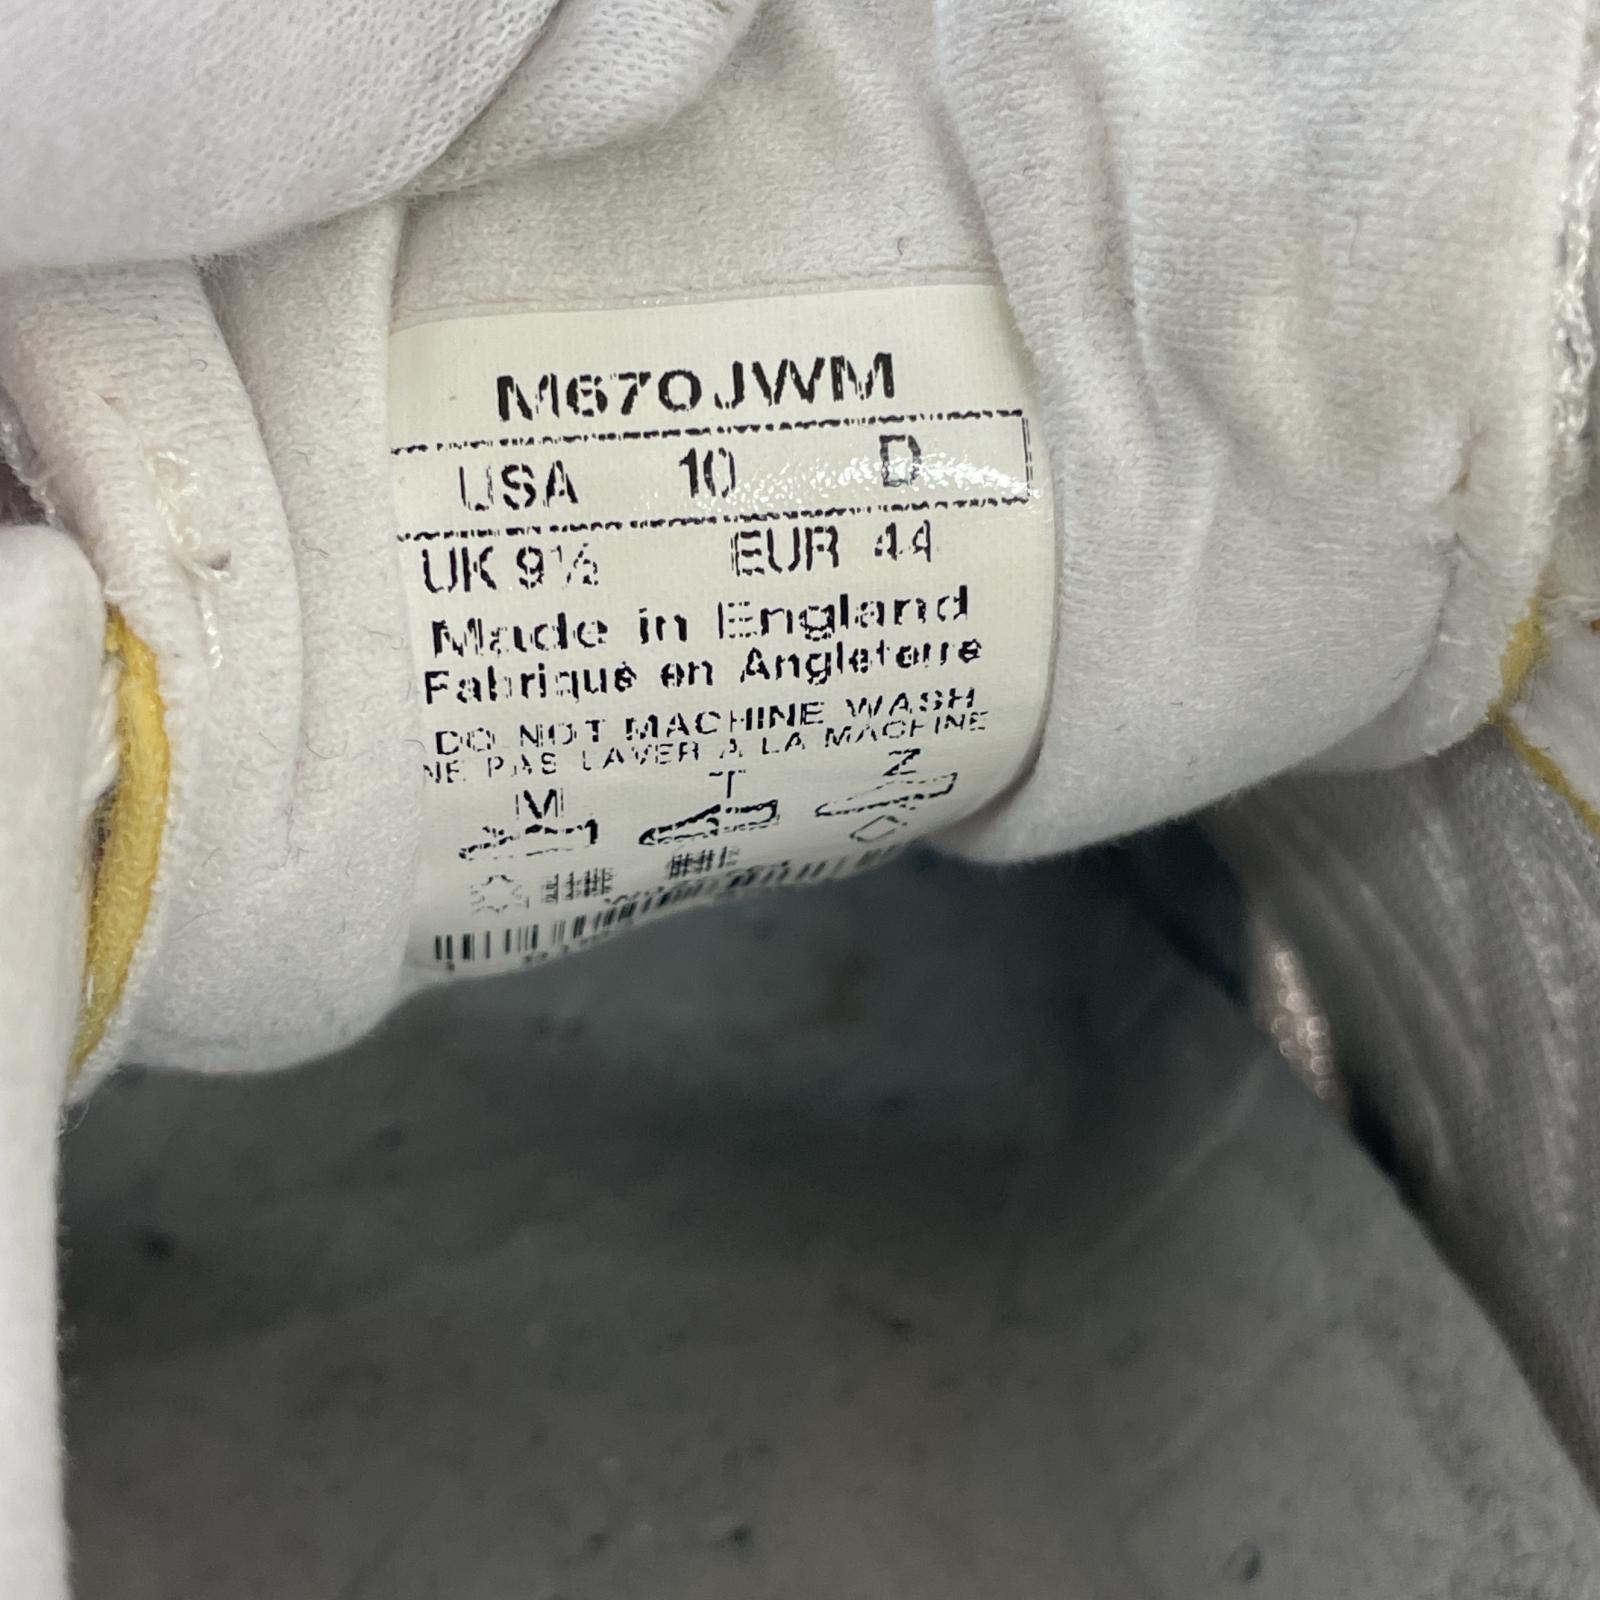 M670JWM
USA 10 D
UK 9½ EUR 44
Made in England
Fabriqué en Angleterre
DO NOT MACHINE WASH
NE PAS LAVER A LA MACHINE
M T Z